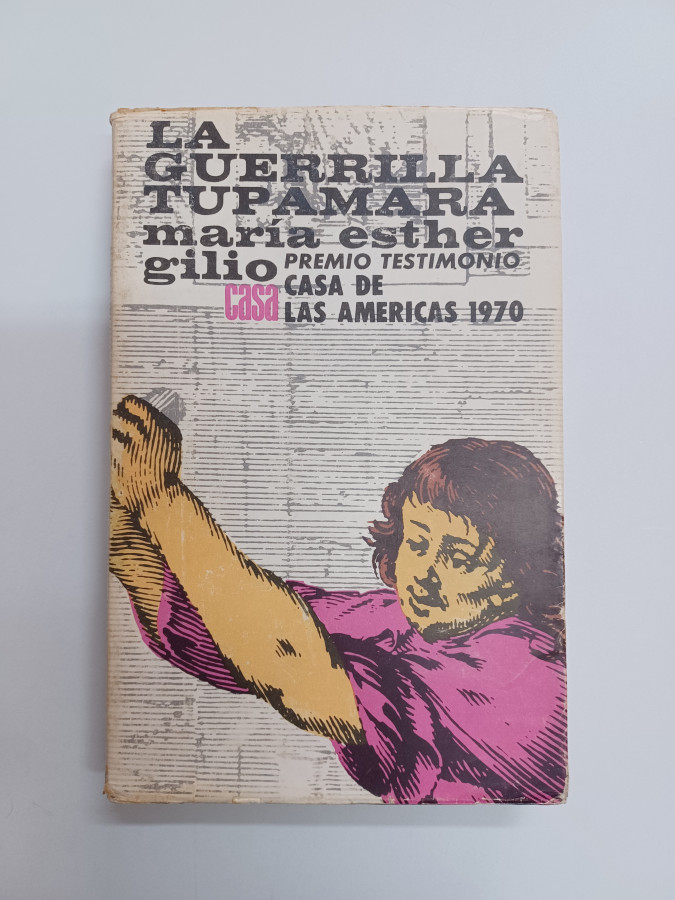 LA
GUERRILLA
TUPAMARA
maría esther
gilio
PREMIO TESTIMONIO
casa
CASA DE
LAS AMERICAS 1970